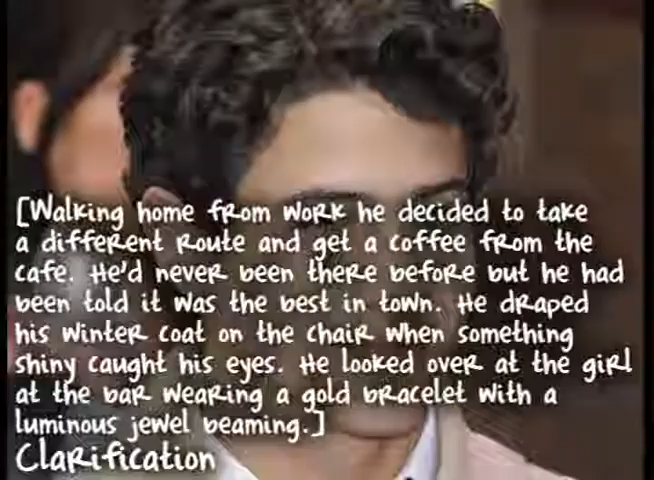 [Walking home from work he decided to take
a different route and get a coffee from the
cafe. He'd never been there before but he had
been told it was the best in town. He draped
his winter coat on the chair when something
shiny caught his eyes. He looked over at the girl
at the bar wearing a gold bracelet with a
luminous jewel beaming.]
Clarification